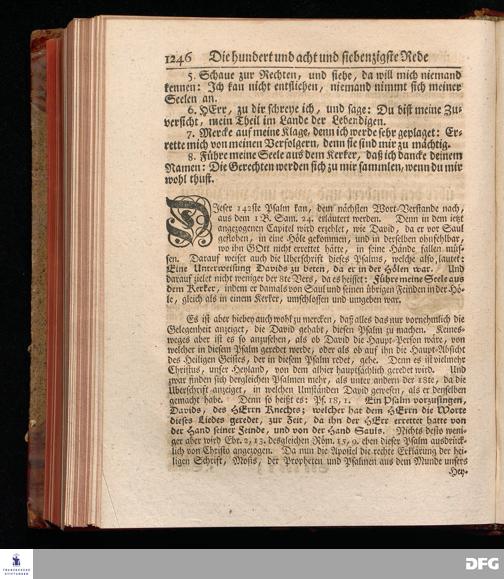 1246 Die hundert und acht und siebenzigste Rede
5. Schaue zur Rechten, und siehe, da will mich niemand
kennen: Ich kan nicht entfliehen, niemand nimmt sich meiner
Seelen an.
6. HErr, zu dir schreye ich, und sage: Du bist meine Zu-
versicht, mein Theil im Lande der Lebendigen.
7. Mercke auf meine Klage, denn ich werde sehr geplaget: Er-
rette mich von meinen Verfolgern, denn sie sind mir zu mächtig.
8. Führe meine Seele aus dem Kerker, daß ich dancke deinem
Namen: Die Gerechten werden sich zu mir sammlen, wenn du mir
wohl thust.
DIeser 142ste Psalm kan, dem nächsten Wort-Verstande nach,
aus dem 1 B. Sam. 24. erläutert werden. Denn in dem ietzt
angezogenen Capitel wird erzehlet, wie David, da er vor Saul
geflohen, in eine Höle gekommen, und in derselben ohnfehlbar,
wo ihn GOtt nicht errettet hätte, in seine Hände fallen müs-
sen. Darauf weiset auch die Uberschrift dieses Psalms, welche also lautet:
Eine Unterweisung Davids zu beten, da er in der Hölen war. Und
darauf zielet nicht weniger der 8te Vers, da es heisset: Führe meine Seele aus
dem Kerker, indem er damals von Saul und seinen übrigen Feinden in der Hö-
le, gleich als in einem Kerker, umschlossen und umgeben war.
Es ist aber hiebey auch wohl zu mercken, daß alles das nur vornehmlich die
Gelegenheit anzeiget, die David gehabt, diesen Psalm zu machen. Keines-
weges aber ist es so anzusehen, als ob David die Haupt-Person wäre, von
welcher in diesem Psalm geredet werde, oder als ob auf ihn die Haupt-Absicht
des Heiligen Geistes, der in diesem Psalm redet, gehe. Denn es ist vielmehr
Christus, unser Heyland, von dem alhier hauptsächlich geredet wird. Und
zwar finden sich dergleichen Psalmen mehr, als unter andern der 18te, da die
Uberschrift anzeiget, in welchen Umständen David gewesen, als er denselben
gemacht habe. Denn so heißt es: Ps. 18, 1. Ein Psalm vorzusingen,
Davids, des HErrn Knechts; welcher hat dem HErrn die Worte
dieses Liedes geredet, zur Zeit, da ihn der HErr errettet hatte von
der Hand seiner Feinde, und von der Hand Sauls. Nichts desto weni-
ger aber wird Ebr. 2, 13. desgleichen Röm. 15, 9. eben dieser Psalm ausdrück-
lich von Christo angezogen. Da nun die Apostel die rechte Erklärung der hei-
ligen Schrift, Mosis, der Propheten und Psalmen aus dem Munde unsers
Hey-
FRANCKESCHE
STIFTUNGEN
DFG